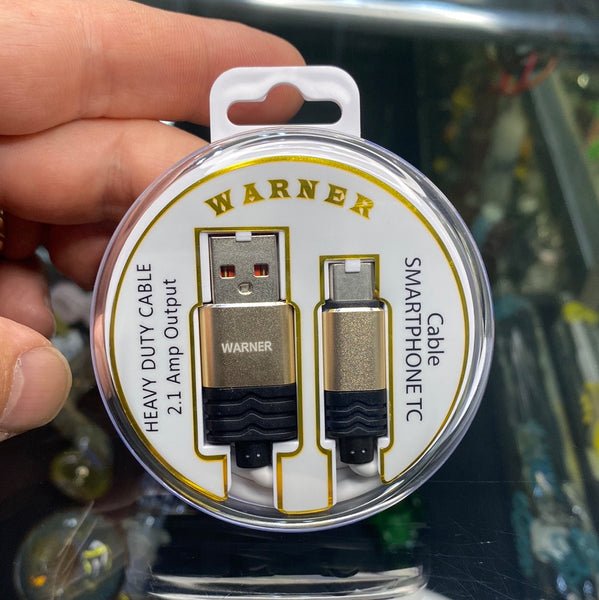 WARNER
HEAVY DUTY CABLE
2.1 Amp Output
WARNER
Cable
SMARTPHONE TC